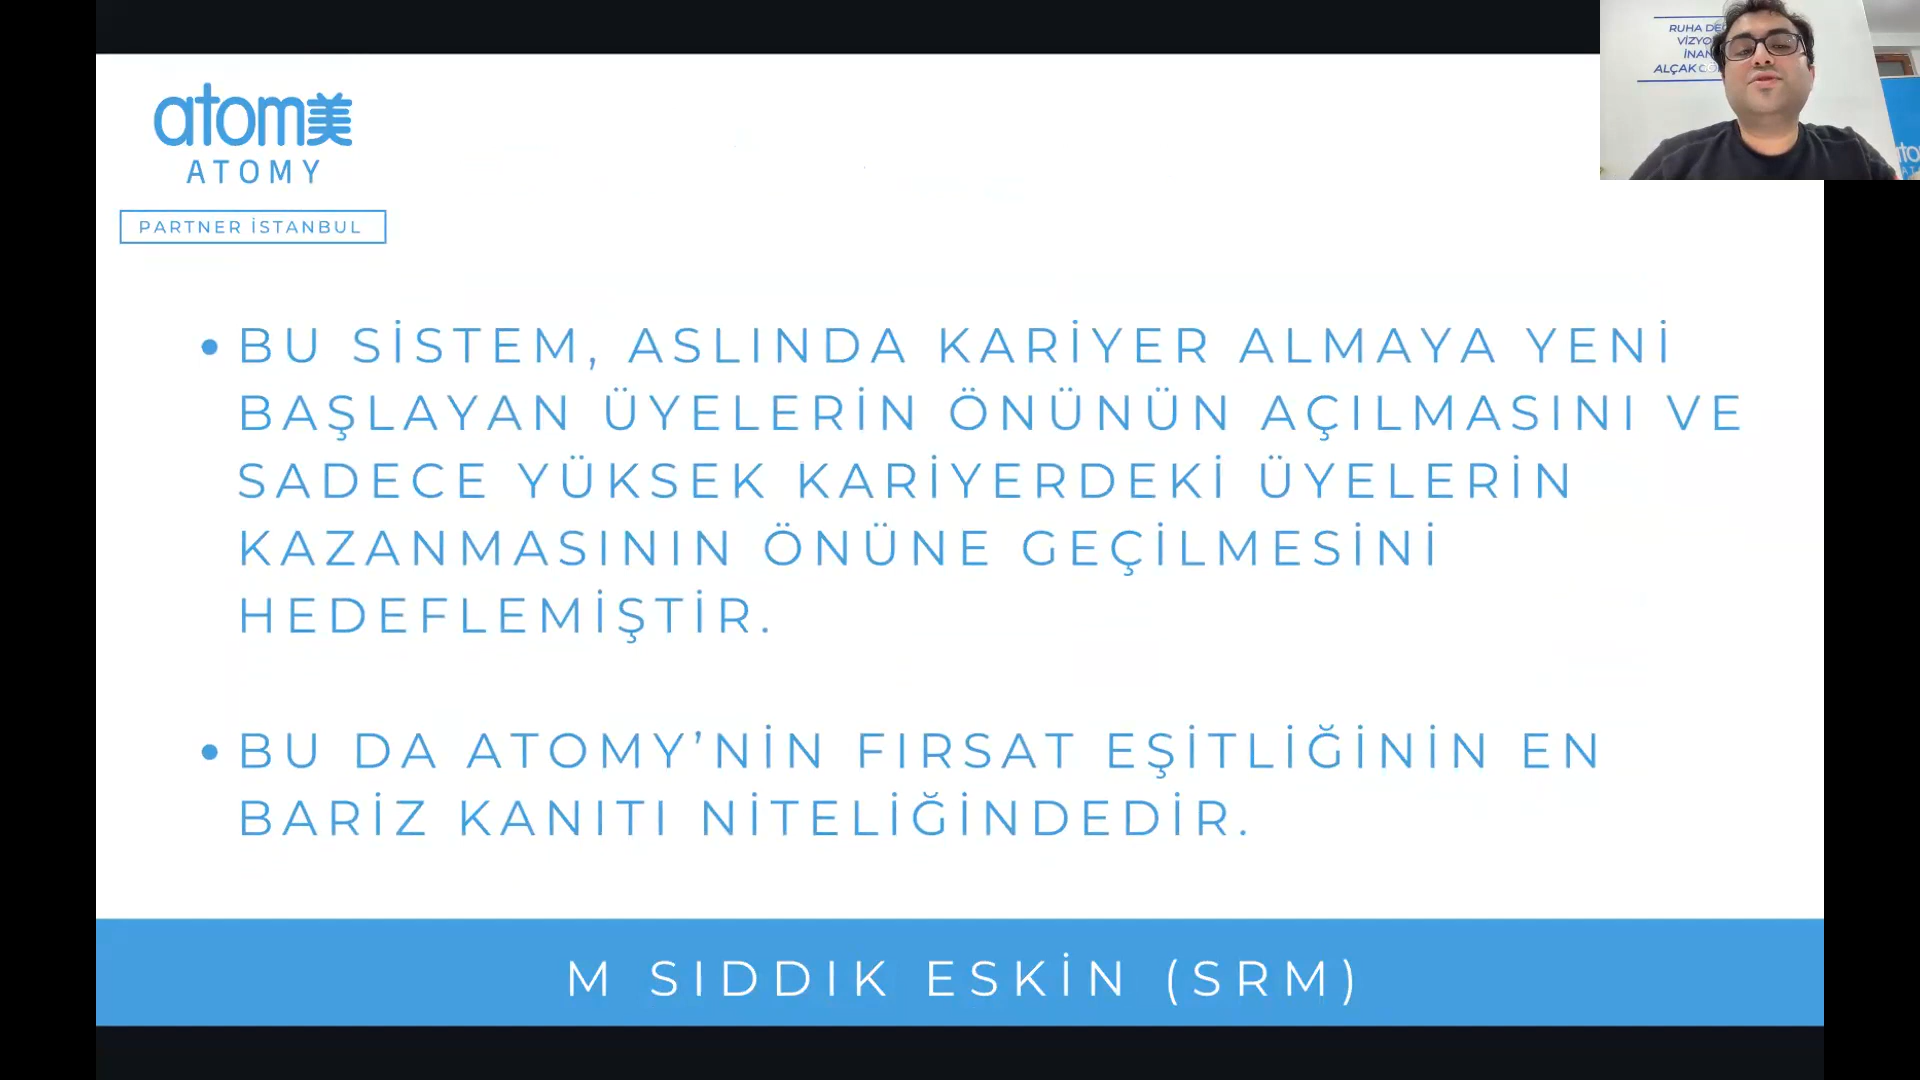 atom美
ATOMY
PARTNER İSTANBUL
RUHA
VİZYO
İNAN
ALÇAK
• BU SİSTEM, ASLINDA KARİYER ALMAYA YENİ
BAŞLAYAN ÜYELERİN ÖNÜNÜN AÇILMASINI VE
SADECE YÜKSEK KARİYERDEKİ ÜYELERİN
KAZANMASININ ÖNÜNE GEÇİLMESİNİ
HEDEFLEMİŞTİR.
• BU DA ATOMY’NİN FIRSAT EŞİTLİĞİNİN EN
BARİZ KANITI NİTELİĞİNDEDİR.
M SIDDIK ESKİN (SRM)